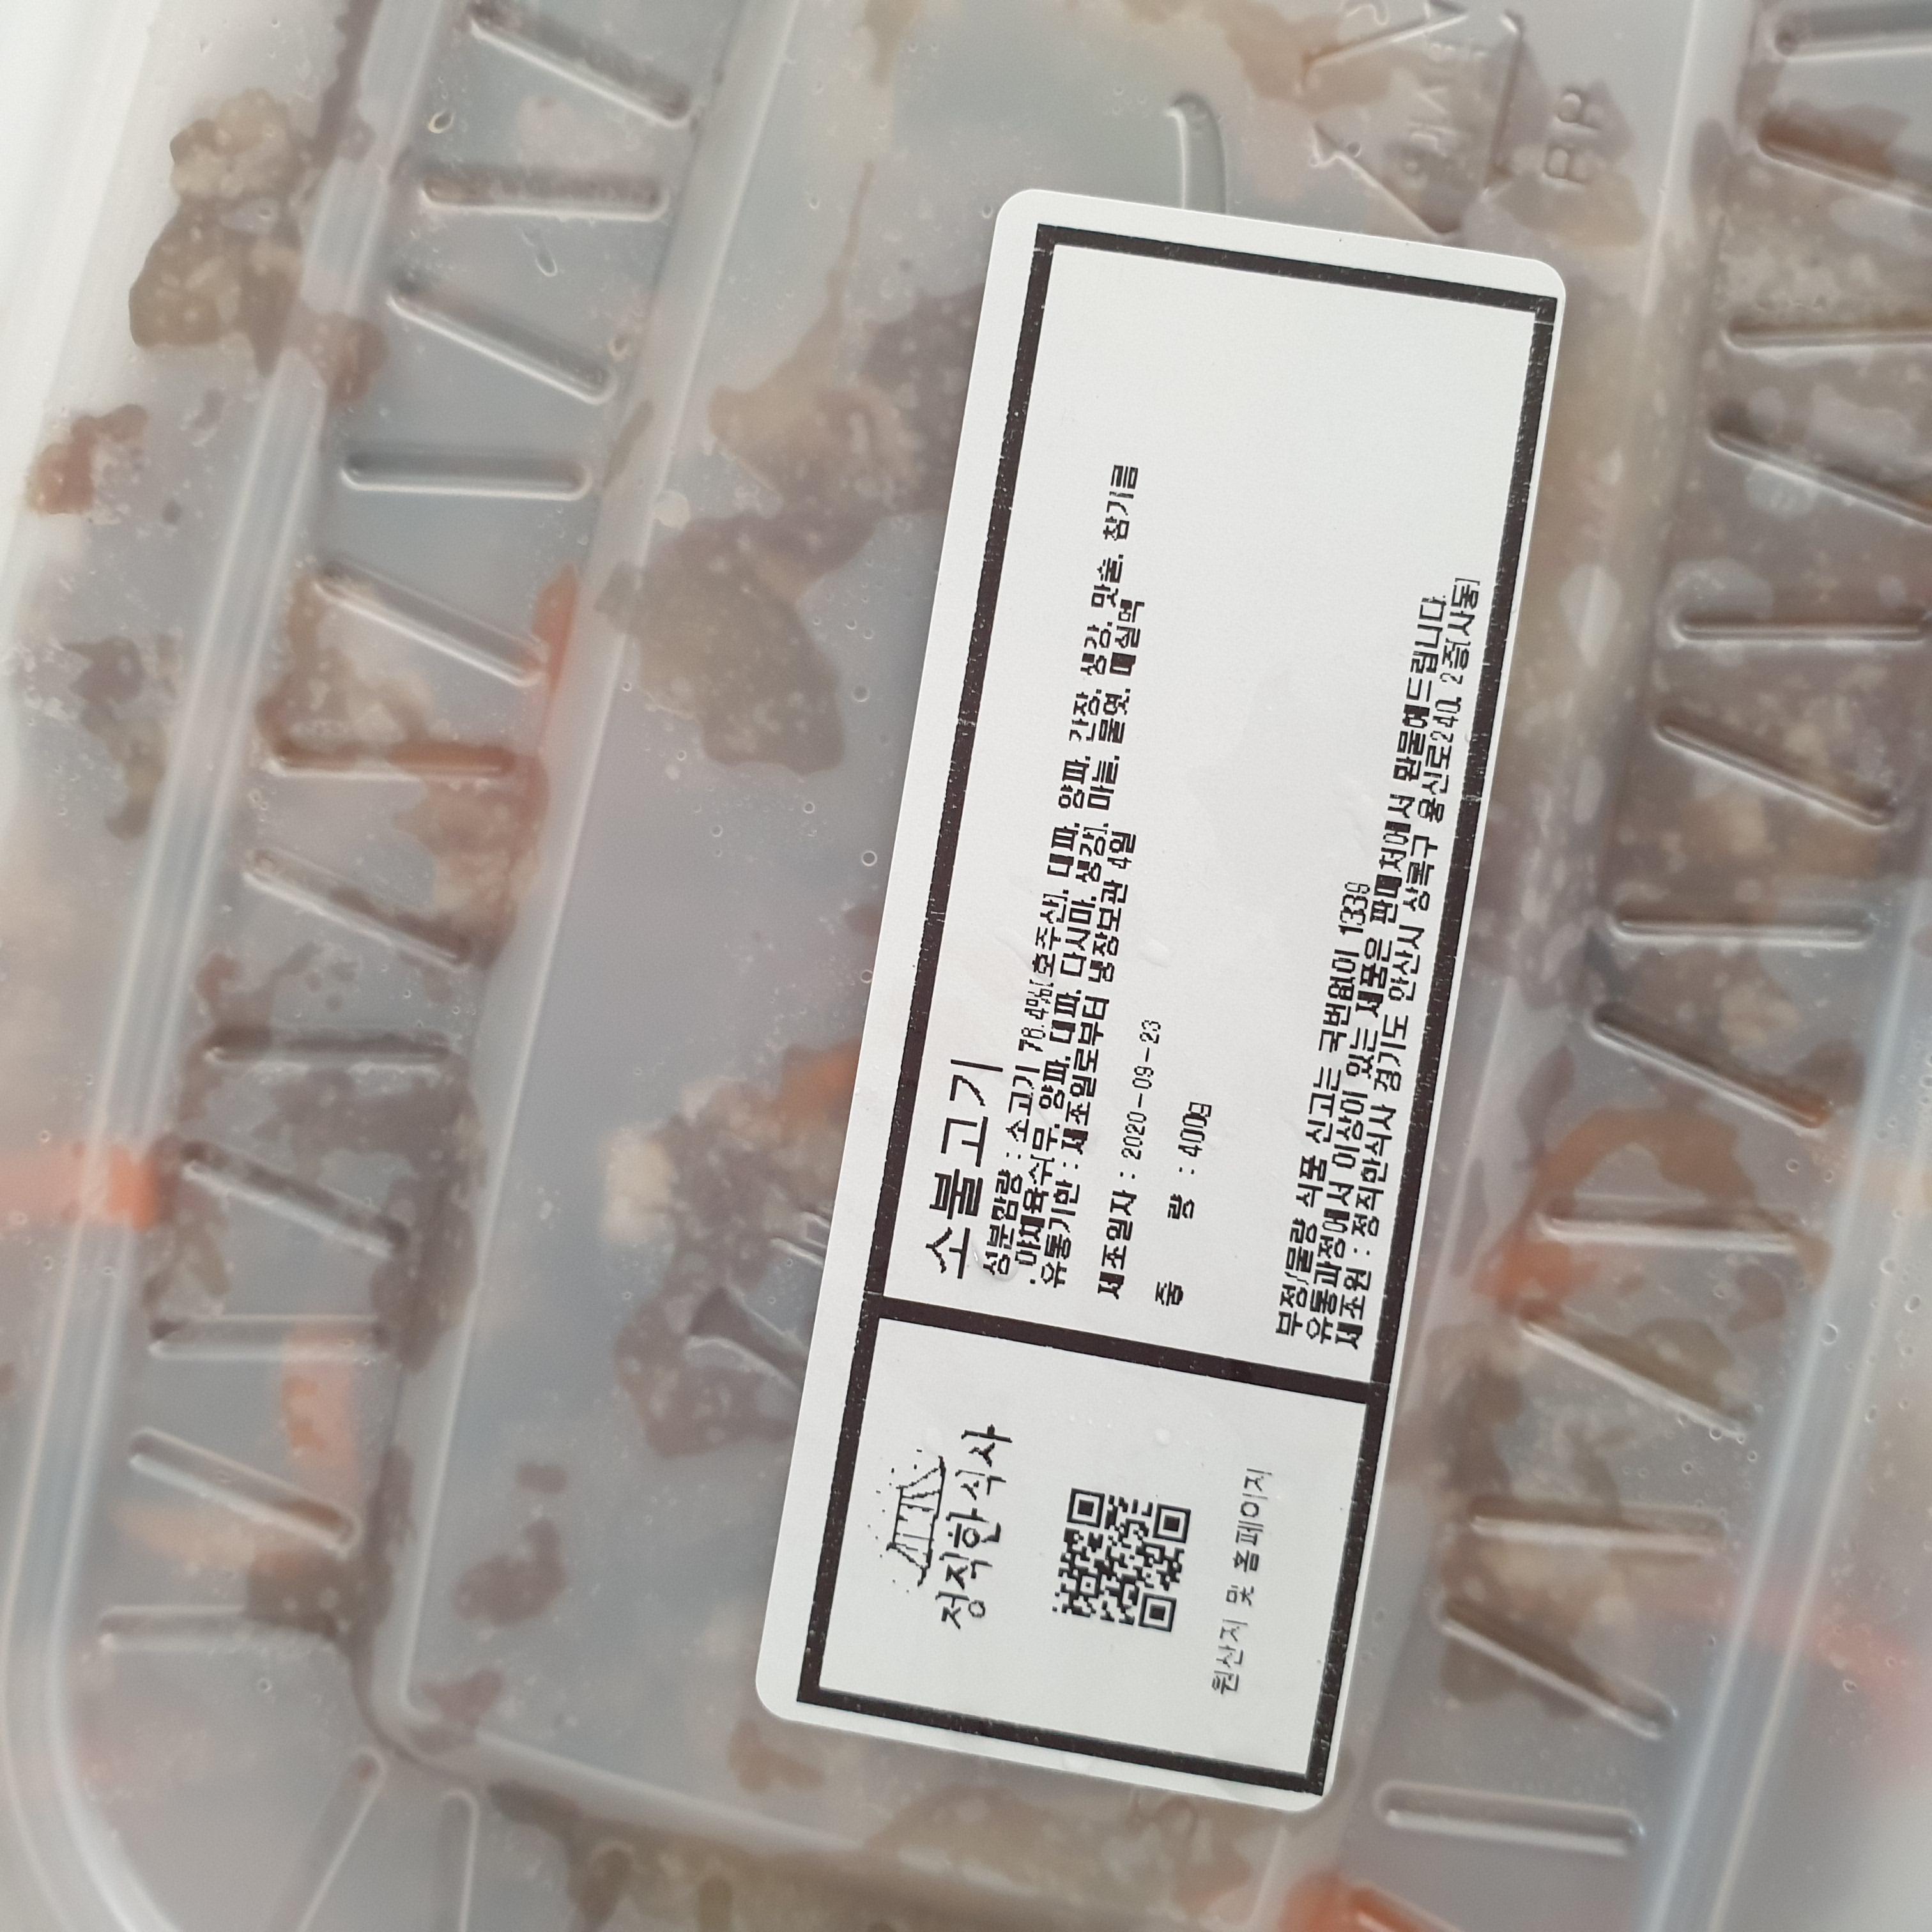 소불고기
성분함량 : 소고기 78.4%(호주산), 대파, 양파, 간장, 생강, 맛술, 참기름
, 야채육수(무, 양파, 대파, 다시마, 생강), 마늘, 물엿, 매실액
유통기한 : 제조일로부터 냉장보관 4일
제조일자 : 2020-09-23
중 량 : 400g
부정/불량 식품 신고는 국번없이 1339
유통과정에서 이상이 있는 제품은 판매처에서 환불해드립니다.
제조원 : 정직한식사 경기도 안산시 상록구 용신로240, 2층(사동)
정직한식사
원산지 및 홈페이지
BR